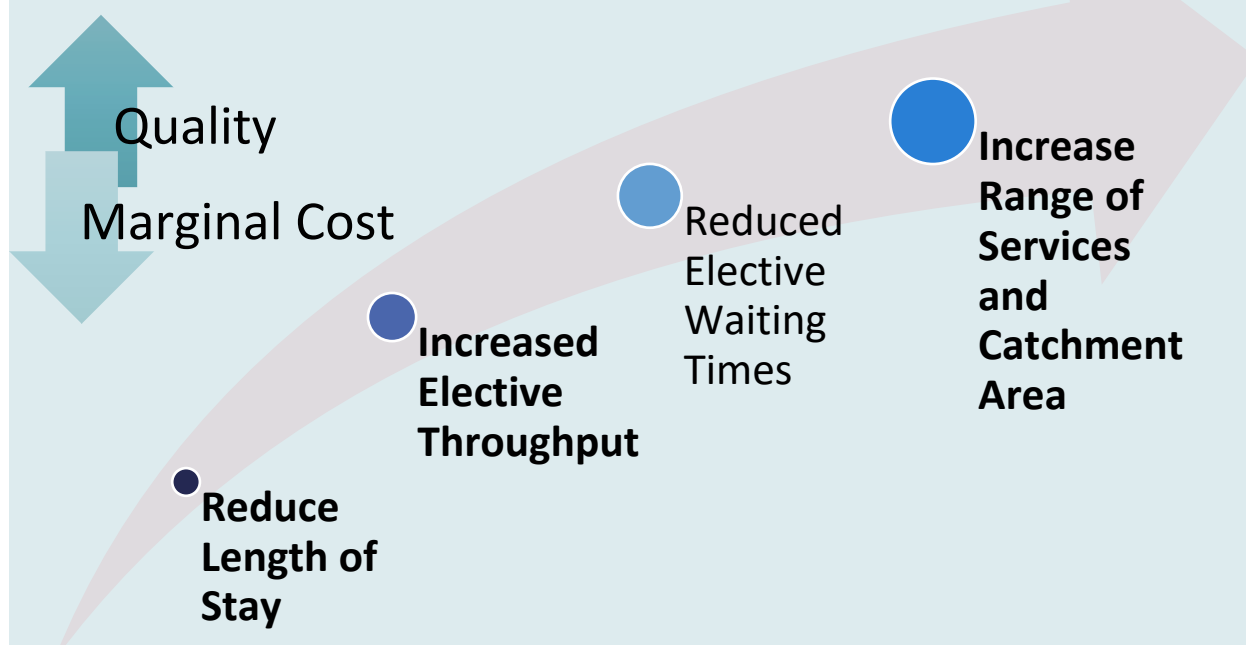 Quality
Marginal Cost
Reduce
Length of
Stay
Increased
Elective
Throughput
Reduced
Elective
Waiting
Times
Increase
Range of
Services
and
Catchment
Area